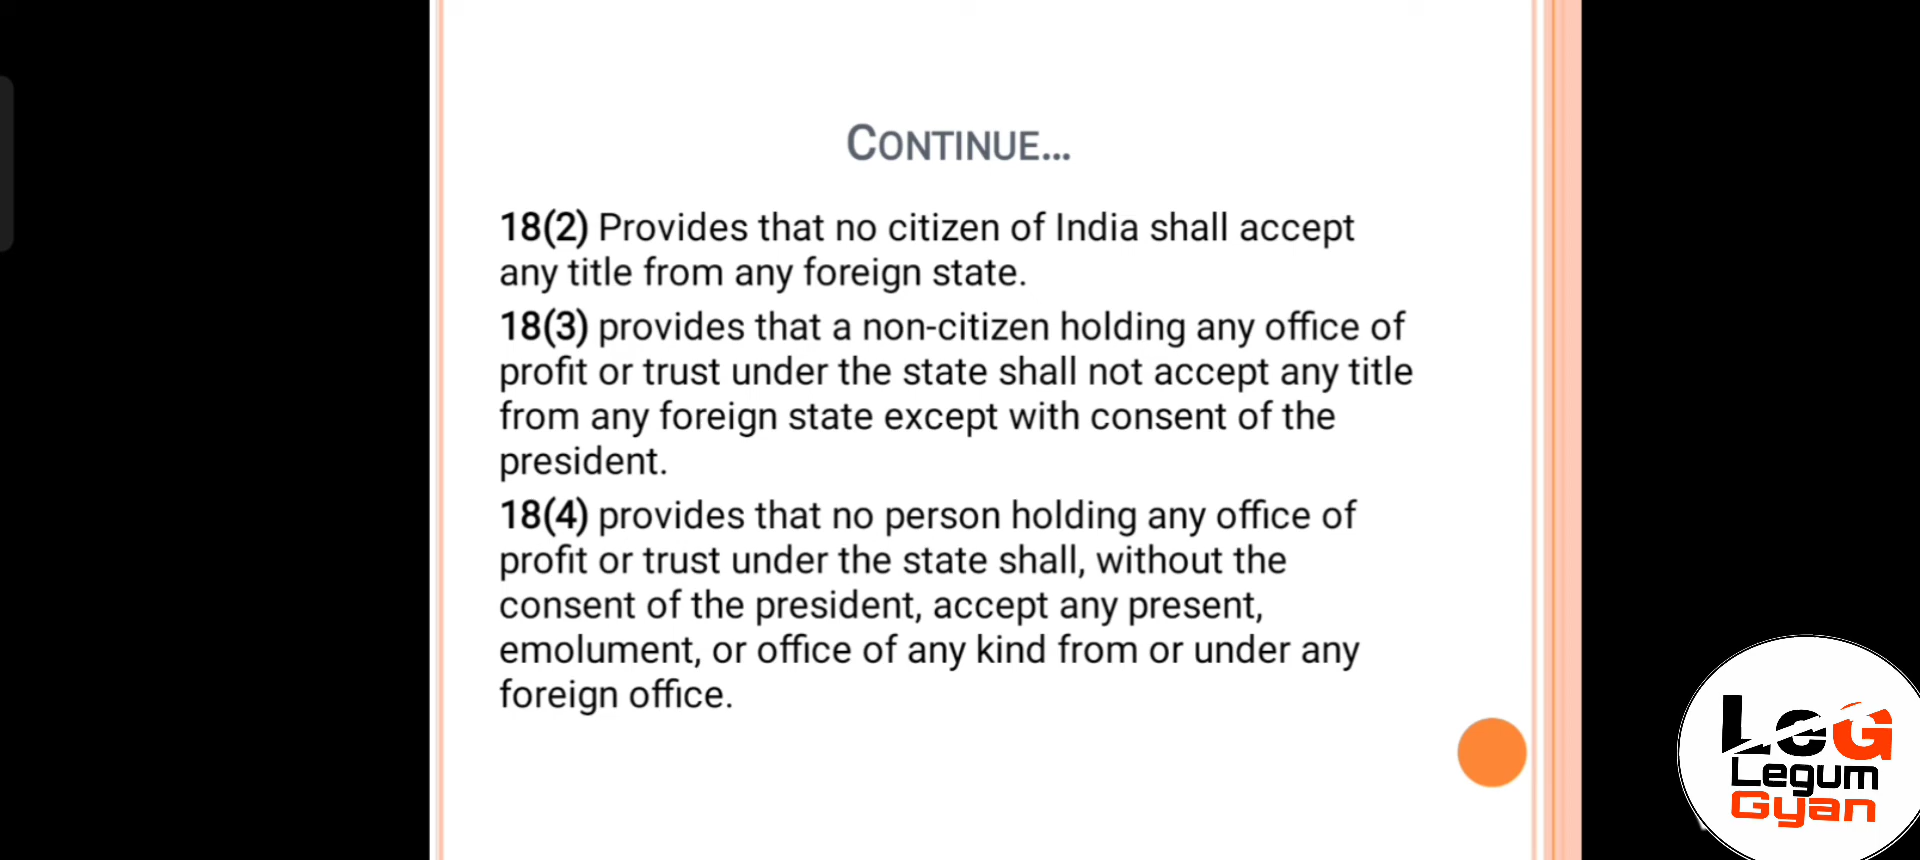 CONTINUE...
18(2) Provides that no citizen of India shall accept
any title from any foreign state.
18(3) provides that a non-citizen holding any office of
profit or trust under the state shall not accept any title
from any foreign state except with consent of the
president.
18(4) provides that no person holding any office of
profit or trust under the state shall, without the
consent of the president, accept any present,
emolument, or office of any kind from or under any
foreign office.
LeG
Legum
Gyan